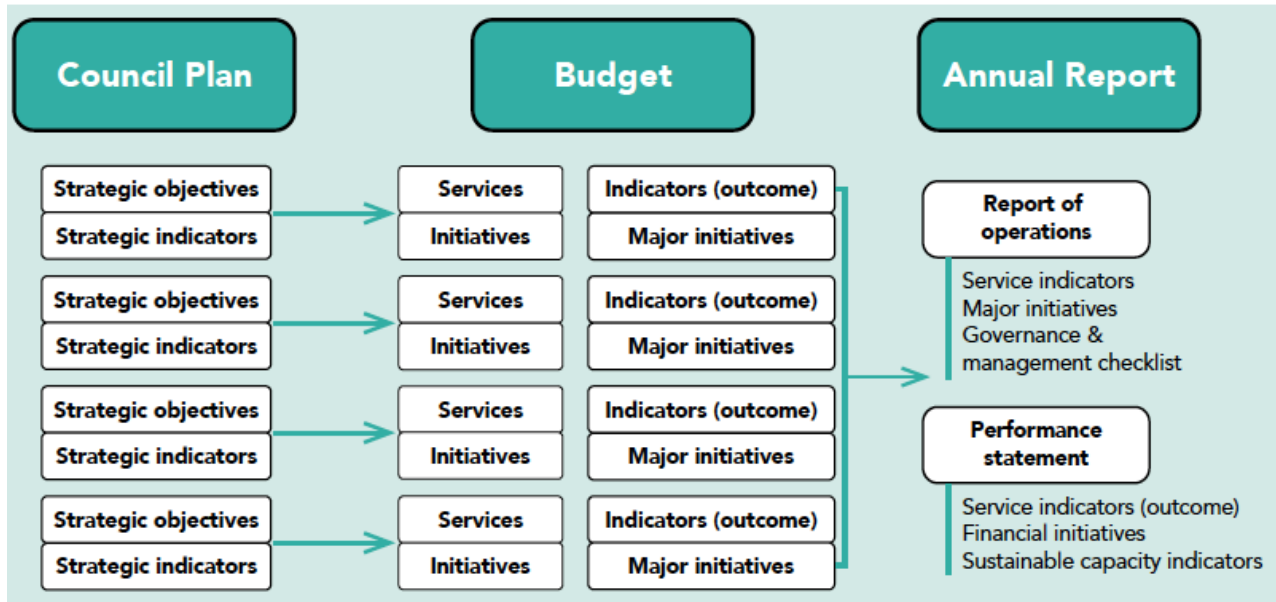 Council Plan
Budget
Annual Report
Strategic objectives
Strategic indicators
Services
Initiatives
Indicators (outcome)
Major initiatives
Strategic objectives
Strategic indicators
Services
Initiatives
Indicators (outcome)
Major initiatives
Strategic objectives
Strategic indicators
Services
Initiatives
Indicators (outcome)
Major initiatives
Strategic objectives
Strategic indicators
Services
Initiatives
Indicators (outcome)
Major initiatives
Report of
operations
Service indicators
Major initiatives
Governance &
management checklist
Performance
statement
Service indicators (outcome)
Financial initiatives
Sustainable capacity indicators